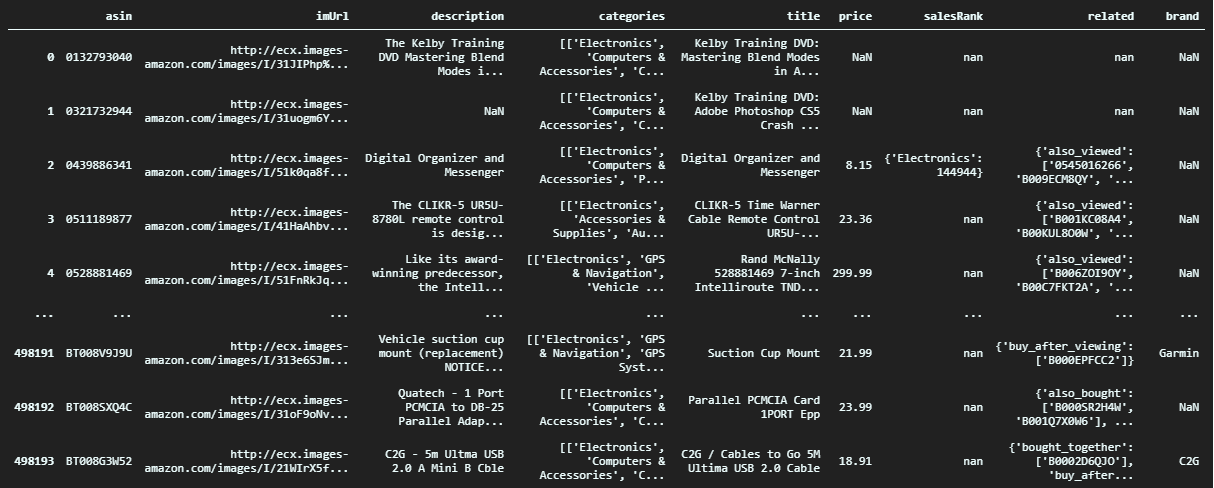 asin imUrl description categories title price salesRank related brand
http://ecx.images- The Kelby Training [['Electronics', Kelby Training DVD:
0 0132793040 amazon.com/images/I/31JIPhp%... DVD Mastering Blend 'Computers & Mastering Blend Modes NaN nan nan NaN
Modes i... Accessories', 'C... in A...
http://ecx.images- [['Electronics', Kelby Training DVD:
1 0321732944 amazon.com/images/I/31uogm6Y... NaN 'Computers & Adobe Photoshop CS5 NaN nan nan NaN
Accessories', 'C... Crash ...
http://ecx.images- [['Electronics', {'also_viewed':
2 0439886341 amazon.com/images/I/51k0qa8f... Digital Organizer and Messenger 'Computers & Digital Organizer and Messenger 8.15 {'Electronics': 144944} ['0545016266', NaN
Accessories', 'P... 'B009ECM8QY', '...
http://ecx.images- The CLIKR-5 UR5U- [['Electronics', CLIKR-5 Time Warner {'also_viewed':
3 0511189877 amazon.com/images/I/41HaAhbv... 8780L remote control 'Accessories & Cable Remote Control 23.36 nan ['B001KC08A4', NaN
is desig... Supplies', 'Au... UR5U-... 'B00KUL8O0W', '...
http://ecx.images- Like its award- [['Electronics', 'GPS Rand McNally {'also_viewed':
4 0528881469 amazon.com/images/I/51FnRkJq... winning predecessor, & Navigation', 528881469 7-inch 299.99 nan ['B006ZOI9OY', NaN
the Intell... 'Vehicle ... Intelliroute TND... 'B00C7FKT2A', '...
... ... ... ... ... ... ... ... ... ...
http://ecx.images- Vehicle suction cup [['Electronics', 'GPS {'buy_after_viewing':
498191 BT008V9J9U amazon.com/images/I/313e6SJm... mount (replacement) & Navigation', 'GPS Suction Cup Mount 21.99 nan ['B000EPFCC2']} Garmin
NOTICE... Syst...
http://ecx.images- Quatech - 1 Port [['Electronics', {'also_bought':
498192 BT008SXQ4C amazon.com/images/I/31oF9oNv... PCMCIA to DB-25 'Computers & Parallel PCMCIA Card 1PORT Epp 23.99 nan ['B000SR2H4W', NaN
Parallel Adap... Accessories', 'C... 'B001Q7X0W6'], ...
http://ecx.images- C2G - 5m Ultma USB [['Electronics', C2G / Cables to Go 5M {'bought_together':
498193 BT008G3W52 amazon.com/images/I/21WIrX5f... 2.0 A Mini B Cble 'Computers & Ultima USB 2.0 Cable 18.91 nan ['B0002D6QJO'], C2G
Accessories', 'C... 'buy_after...